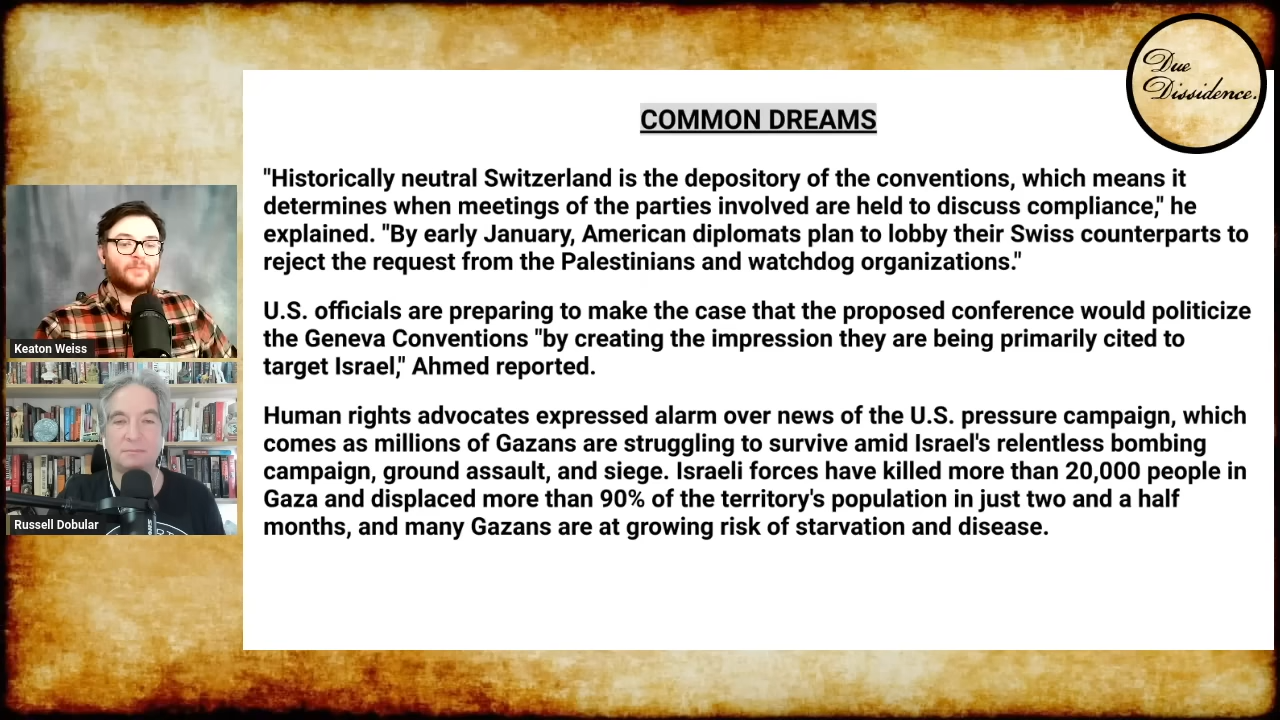 Due
Dissidence.
COMMON DREAMS
"Historically neutral Switzerland is the depository of the conventions, which means it
determines when meetings of the parties involved are held to discuss compliance," he
explained. "By early January, American diplomats plan to lobby their Swiss counterparts to
reject the request from the Palestinians and watchdog organizations."
U.S. officials are preparing to make the case that the proposed conference would politicize
the Geneva Conventions "by creating the impression they are being primarily cited to
target Israel," Ahmed reported.
Human rights advocates expressed alarm over news of the U.S. pressure campaign, which
comes as millions of Gazans are struggling to survive amid Israel's relentless bombing
campaign, ground assault, and siege. Israeli forces have killed more than 20,000 people in
Gaza and displaced more than 90% of the territory's population in just two and a half
months, and many Gazans are at growing risk of starvation and disease.
Keaton Weiss
Russell Dobular